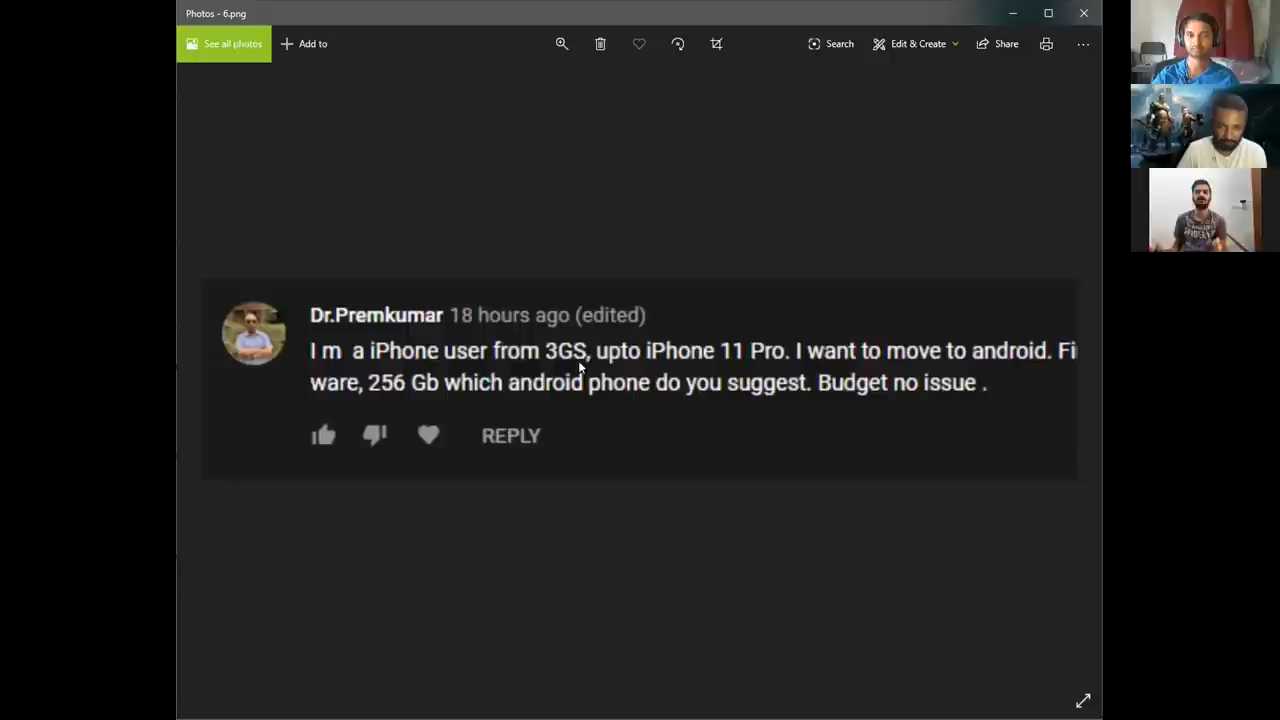 Photos - 6.png
See all photos
Add to
Search
Edit & Create
Share
Dr.Premkumar 18 hours ago (edited)
I m a iPhone user from 3GS, upto iPhone 11 Pro. I want to move to android. Fi
ware, 256 Gb which android phone do you suggest. Budget no issue .
REPLY